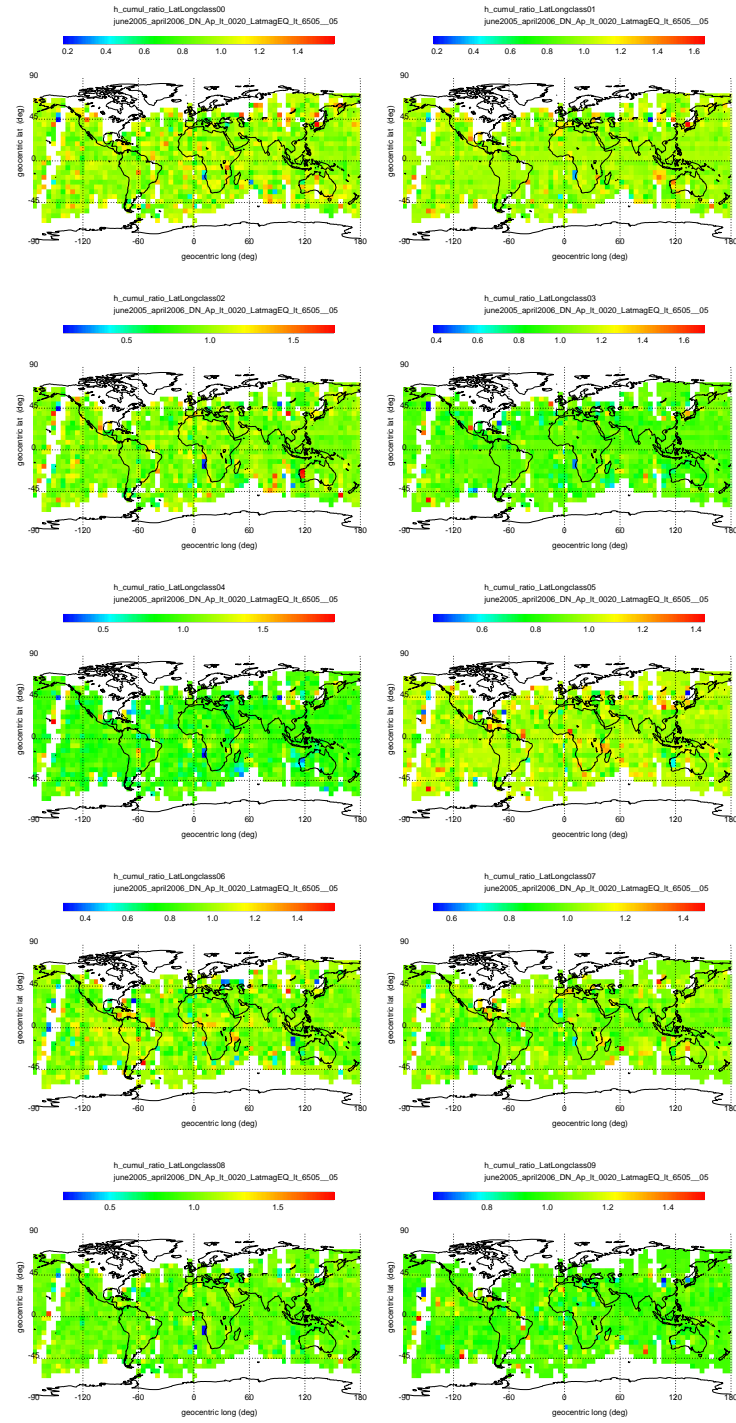 h_cumul_ratio_LatLongclass00
june2005_april2006_DN_Ap_lt_0020_LatmagEQ_lt_6505__05
0.2 0.4 0.6 0.8 1.0 1.2 1.4
90
45
0
-45
-90
geocentric lat (deg)
-120 -60 0 60 120 180
geocentric long (deg)
h_cumul_ratio_LatLongclass01
june2005_april2006_DN_Ap_lt_0020_LatmagEQ_lt_6505__05
0.2 0.4 0.6 0.8 1.0 1.2 1.4 1.6
90
45
0
-45
-90
geocentric lat (deg)
-120 -60 0 60 120 180
geocentric long (deg)
h_cumul_ratio_LatLongclass02
june2005_april2006_DN_Ap_lt_0020_LatmagEQ_lt_6505__05
0.5 1.0 1.5
90
45
0
-45
-90
geocentric lat (deg)
-120 -60 0 60 120 180
geocentric long (deg)
h_cumul_ratio_LatLongclass03
june2005_april2006_DN_Ap_lt_0020_LatmagEQ_lt_6505__05
0.4 0.6 0.8 1.0 1.2 1.4 1.6
90
45
0
-45
-90
geocentric lat (deg)
-120 -60 0 60 120 180
geocentric long (deg)
h_cumul_ratio_LatLongclass04
june2005_april2006_DN_Ap_lt_0020_LatmagEQ_lt_6505__05
0.5 1.0 1.5
90
45
0
-45
-90
geocentric lat (deg)
-120 -60 0 60 120 180
geocentric long (deg)
h_cumul_ratio_LatLongclass05
june2005_april2006_DN_Ap_lt_0020_LatmagEQ_lt_6505__05
0.6 0.8 1.0 1.2 1.4
90
45
0
-45
-90
geocentric lat (deg)
-120 -60 0 60 120 180
geocentric long (deg)
h_cumul_ratio_LatLongclass06
june2005_april2006_DN_Ap_lt_0020_LatmagEQ_lt_6505__05
0.4 0.6 0.8 1.0 1.2 1.4
90
45
0
-45
-90
geocentric lat (deg)
-120 -60 0 60 120 180
geocentric long (deg)
h_cumul_ratio_LatLongclass07
june2005_april2006_DN_Ap_lt_0020_LatmagEQ_lt_6505__05
0.6 0.8 1.0 1.2 1.4
90
45
0
-45
-90
geocentric lat (deg)
-120 -60 0 60 120 180
geocentric long (deg)
h_cumul_ratio_LatLongclass08
june2005_april2006_DN_Ap_lt_0020_LatmagEQ_lt_6505__05
0.5 1.0 1.5
90
45
0
-45
-90
geocentric lat (deg)
-120 -60 0 60 120 180
geocentric long (deg)
h_cumul_ratio_LatLongclass09
june2005_april2006_DN_Ap_lt_0020_LatmagEQ_lt_6505__05
0.8 1.0 1.2 1.4
90
45
0
-45
-90
geocentric lat (deg)
-120 -60 0 60 120 180
geocentric long (deg)